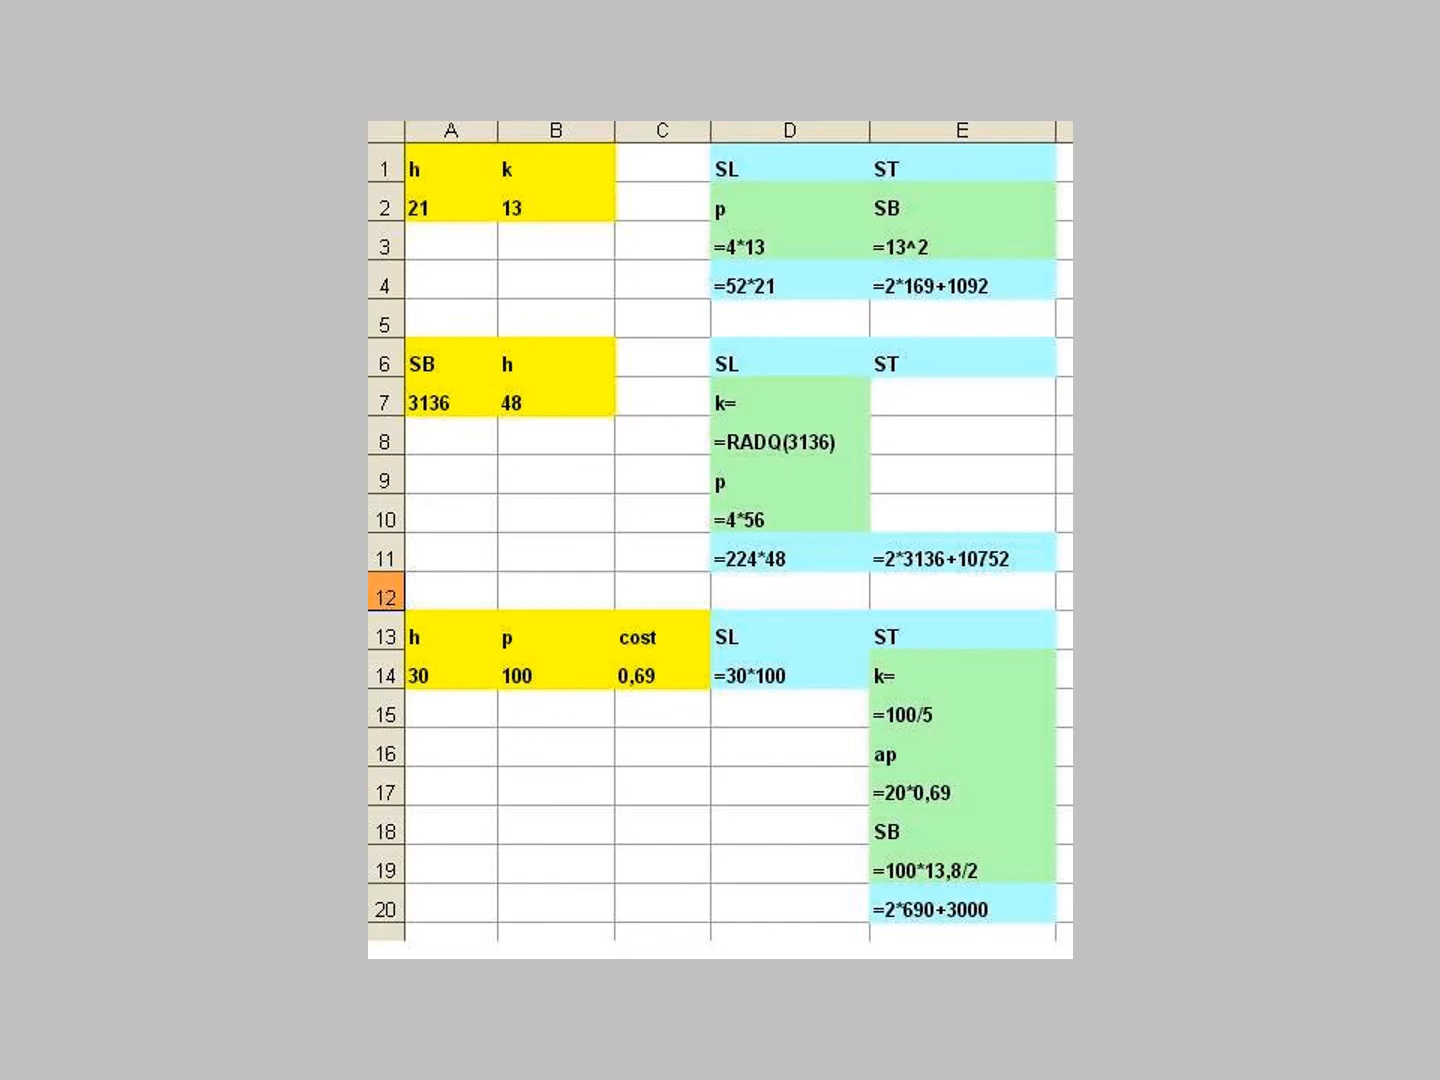 A B C D E
1 h k SL ST
2 21 13 p SB
3 =4*13 =13^2
4 =52*21 =2*169+1092
5
6 SB h SL ST
7 3136 48 k=
8 =RADQ(3136)
9 p
10 =4*56
11 =224*48 =2*3136+10752
12
13 h p cost SL ST
14 30 100 0,69 =30*100 k=
15 =100/5
16 ap
17 =20*0,69
18 SB
19 =100*13,8/2
20 =2*690+3000